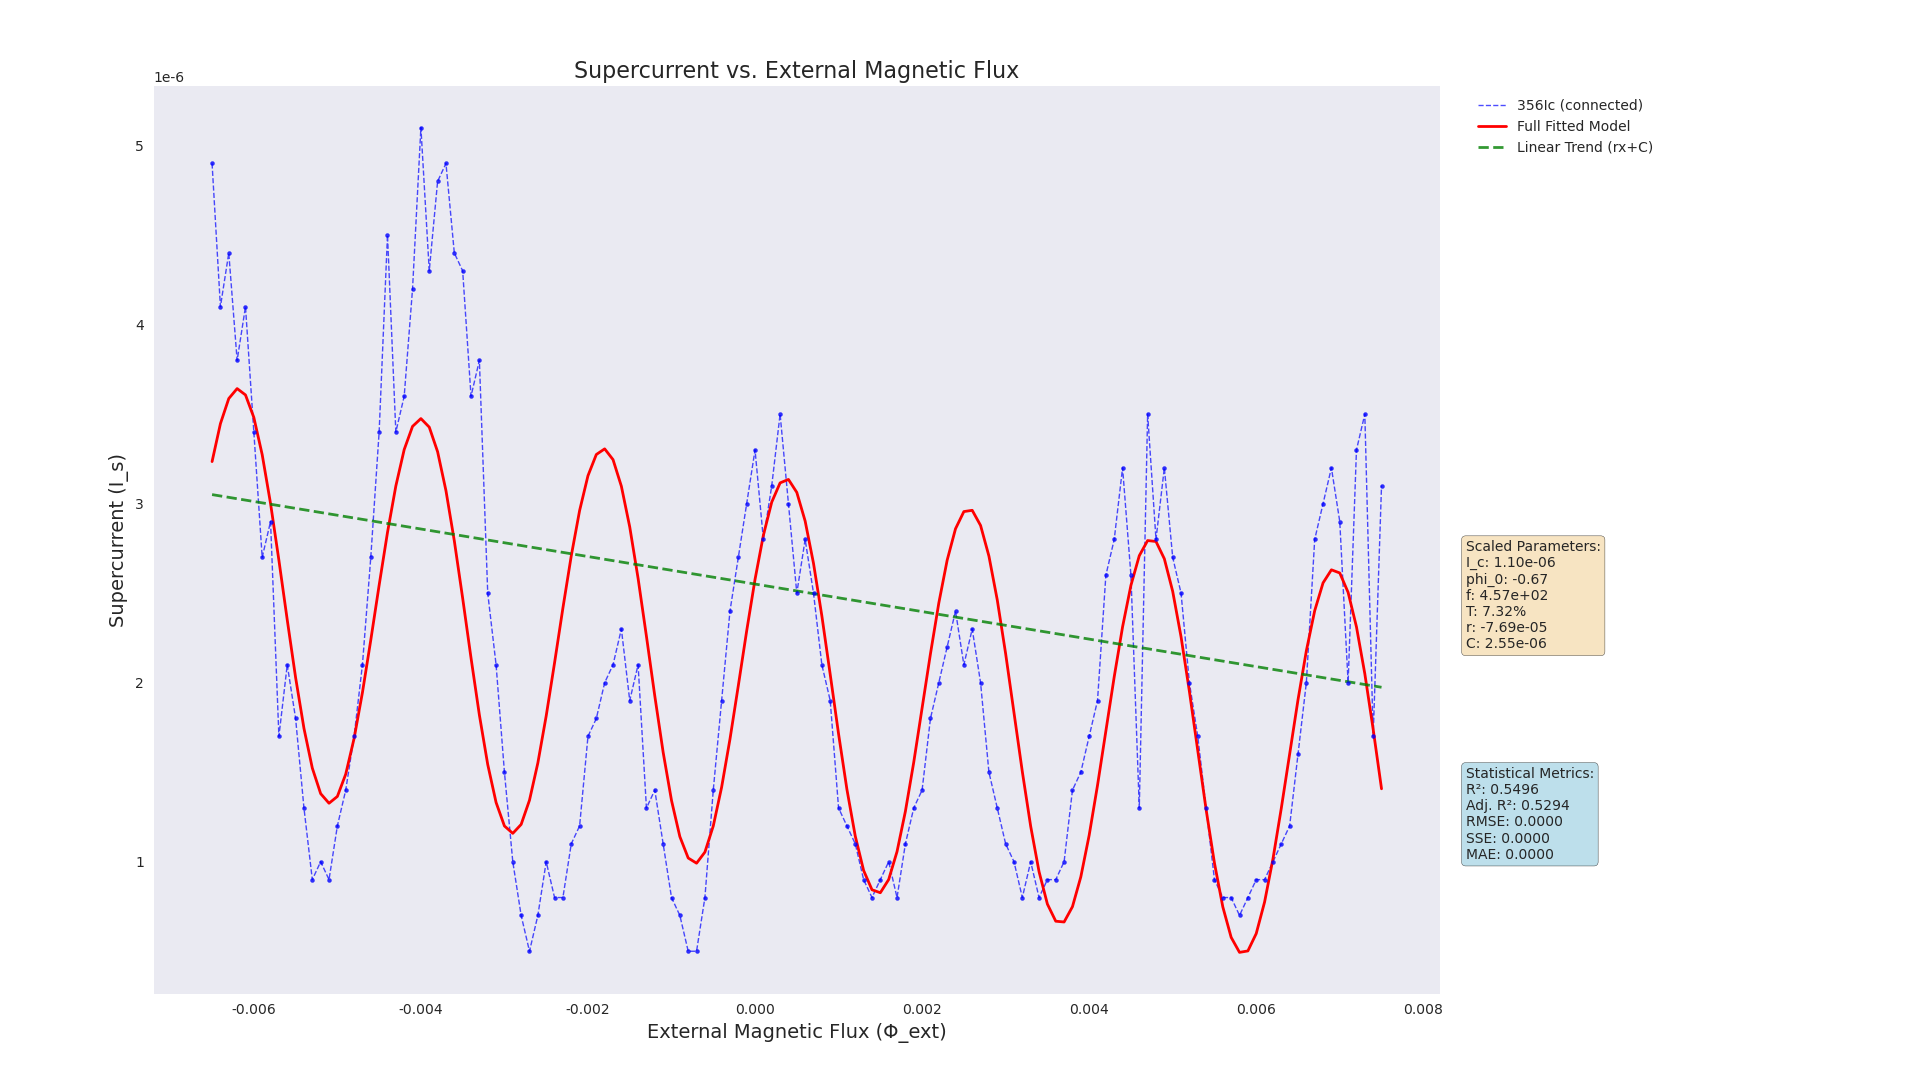 Supercurrent vs. External Magnetic Flux
1e-6
5
4
3
2
1
Supercurrent (I_s)
-0.006
-0.004
-0.002
0.000
0.002
0.004
0.006
0.008
External Magnetic Flux (Φ_ext)
356Ic (connected)
Full Fitted Model
Linear Trend (rx+C)
Scaled Parameters:
I_c: 1.10e-06
phi_0: -0.67
f: 4.57e+02
T: 7.32%
r: -7.69e-05
C: 2.55e-06
Statistical Metrics:
R²: 0.5496
Adj. R²: 0.5294
RMSE: 0.0000
SSE: 0.0000
MAE: 0.0000